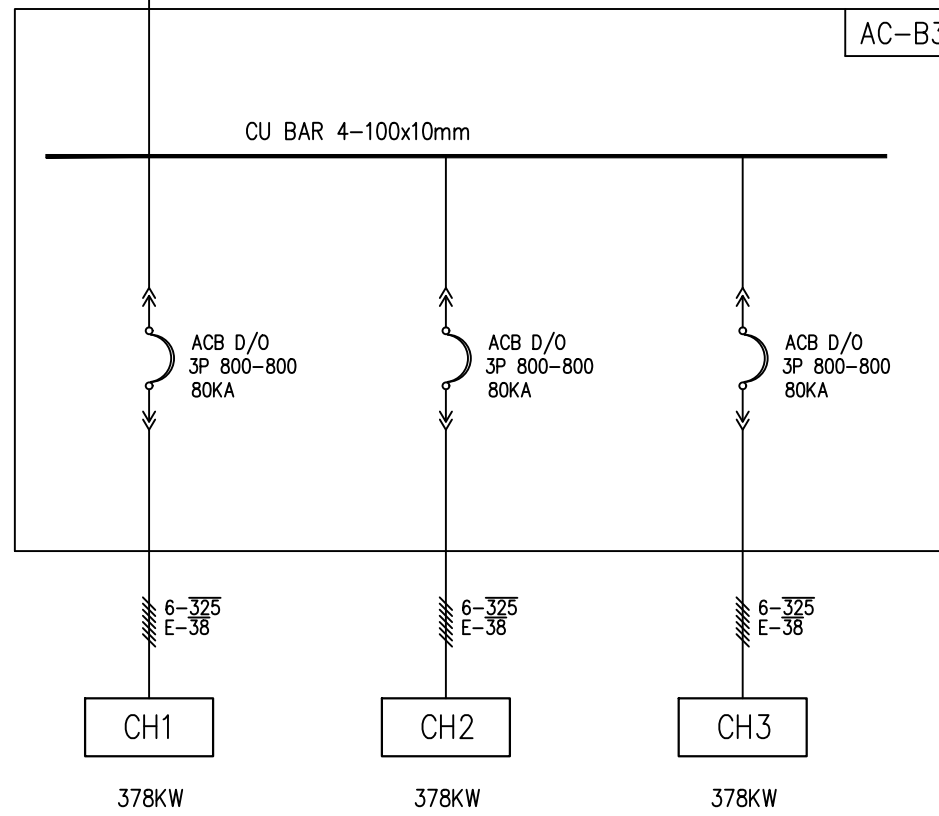 AC-B3
CU BAR 4-100x10mm
ACB D/O
3P 800-800
80KA
ACB D/O
3P 800-800
80KA
ACB D/O
3P 800-800
80KA
6-325
E-38
6-325
E-38
6-325
E-38
CH1
CH2
CH3
378KW
378KW
378KW